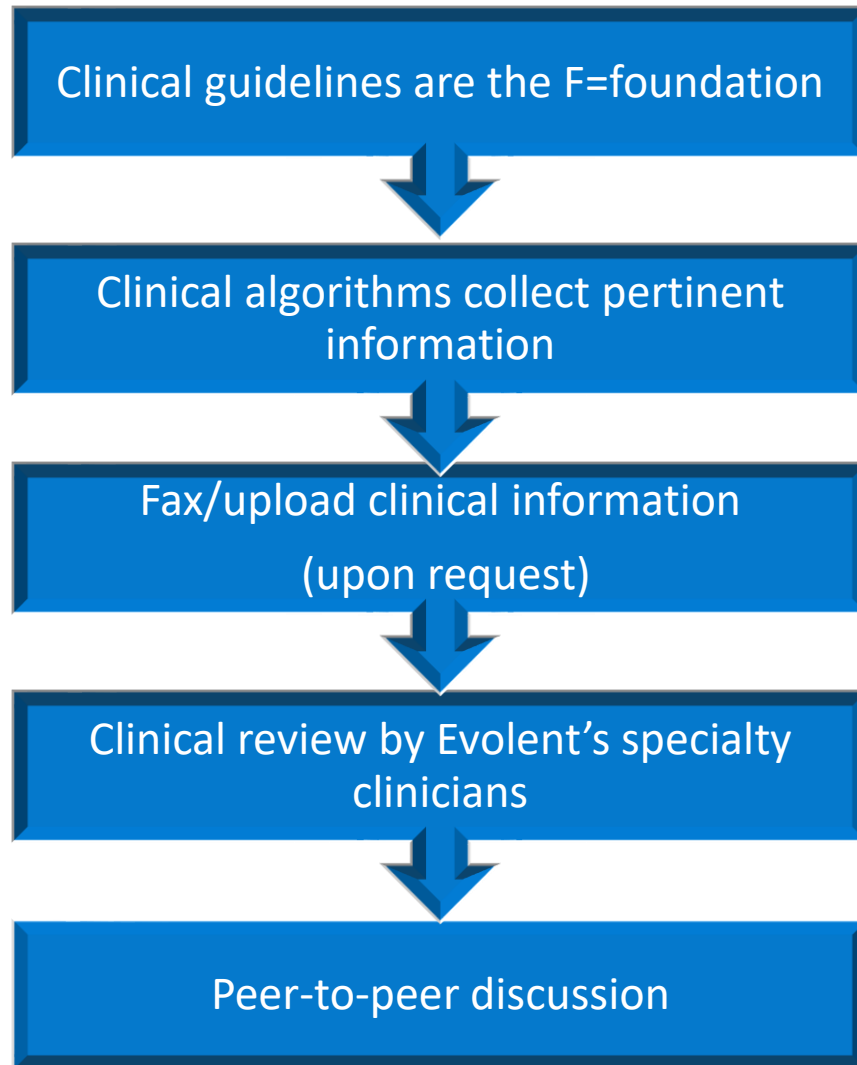 Clinical guidelines are the F=foundation
Clinical algorithms collect pertinent
information
Fax/upload clinical information
(upon request)
Clinical review by Evolent’s specialty
clinicians
Peer-to-peer discussion